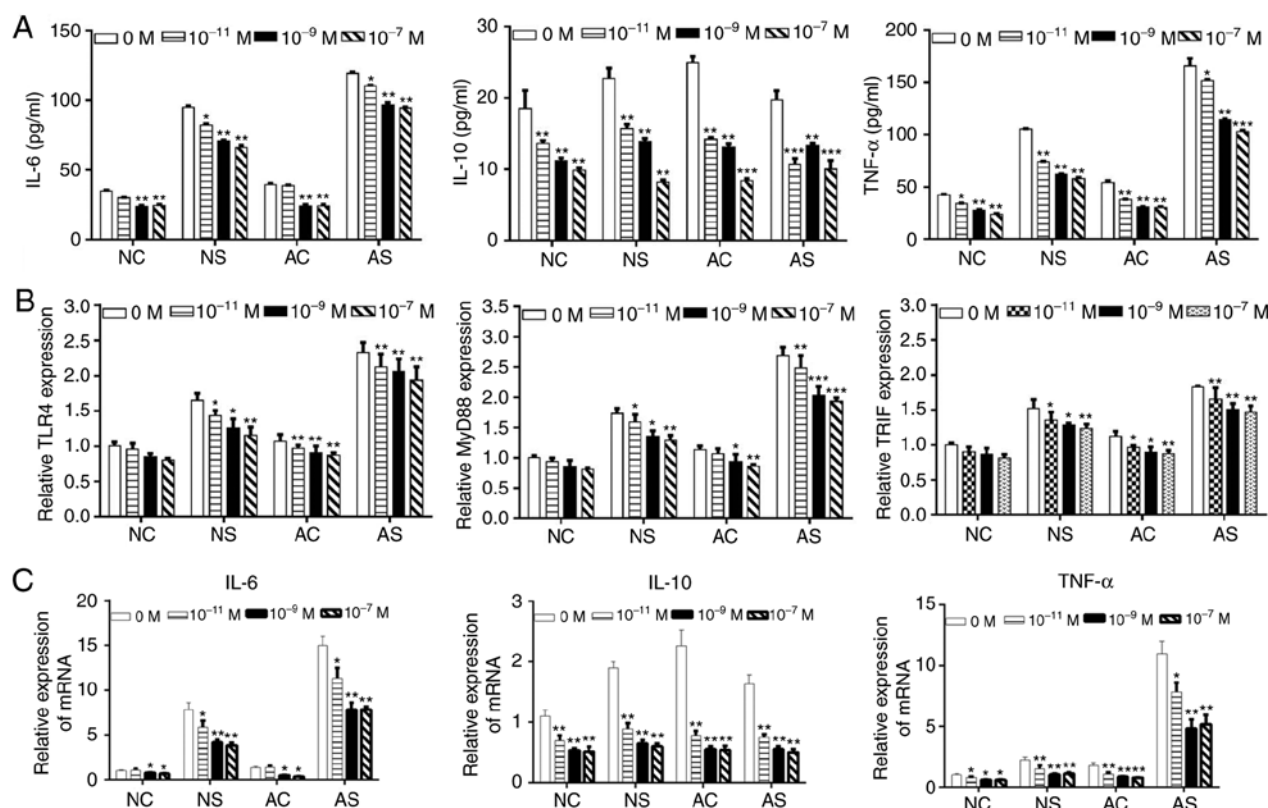 A
IL-6 (pg/ml)
150
100
50
0
0 M 10⁻¹¹ M 10⁻⁹ M 10⁻⁷ M
* ** **
* ** **
** **
* ** **
NC NS AC AS
IL-10 (pg/ml)
30
20
10
0
0 M 10⁻¹¹ M 10⁻⁹ M 10⁻⁷ M
** ** **
** ** **
** ** ***
*** ** ***
NC NS AC AS
TNF-α (pg/ml)
200
150
100
50
0
0 M 10⁻¹¹ M 10⁻⁹ M 10⁻⁷ M
* ** **
** ** **
** ** **
* ** ***
NC NS AC AS
B
Relative TLR4 expression
3.0
2.5
2.0
1.5
1.0
0.5
0.0
0 M 10⁻¹¹ M 10⁻⁹ M 10⁻⁷ M
* * **
** ** **
** ** **
NC NS AC AS
Relative MyD88 expression
3.5
3.0
2.5
2.0
1.5
1.0
0.5
0.0
0 M 10⁻¹¹ M 10⁻⁹ M 10⁻⁷ M
* * **
* **
** *** ***
NC NS AC AS
Relative TRIF expression
3.0
2.5
2.0
1.5
1.0
0.5
0.0
0 M 10⁻¹¹ M 10⁻⁹ M 10⁻⁷ M
* * **
* * **
** ** **
NC NS AC AS
C
IL-6
Relative expression
of mRNA
20
15
10
5
0
0 M 10⁻¹¹ M 10⁻⁹ M 10⁻⁷ M
* *
* ** **
* *
* ** **
NC NS AC AS
IL-10
Relative expression
of mRNA
3
2
1
0
0 M 10⁻¹¹ M 10⁻⁹ M 10⁻⁷ M
** ** **
** ** **
** ** **
** ** **
NC NS AC AS
TNF-α
Relative expression
of mRNA
15
10
5
0
0 M 10⁻¹¹ M 10⁻⁹ M 10⁻⁷ M
* * *
** ** **
** ** **
* ** **
NC NS AC AS